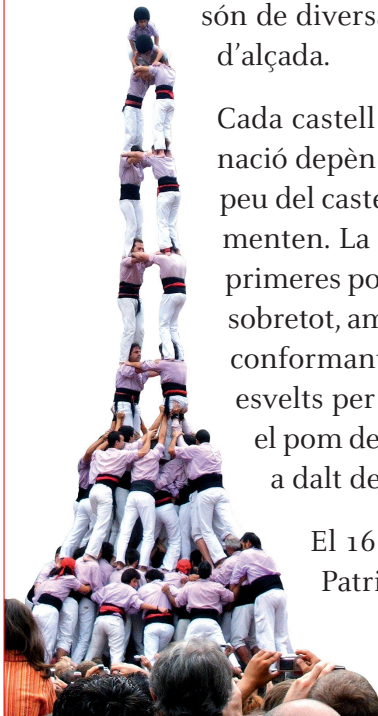 són de divers
d’alçada.
Cada castell
nació depèn
peu del caste
menten. La
primeres po
sobretot, am
conformant
esvelts per
el pom de
a dalt de
El 16
Patri